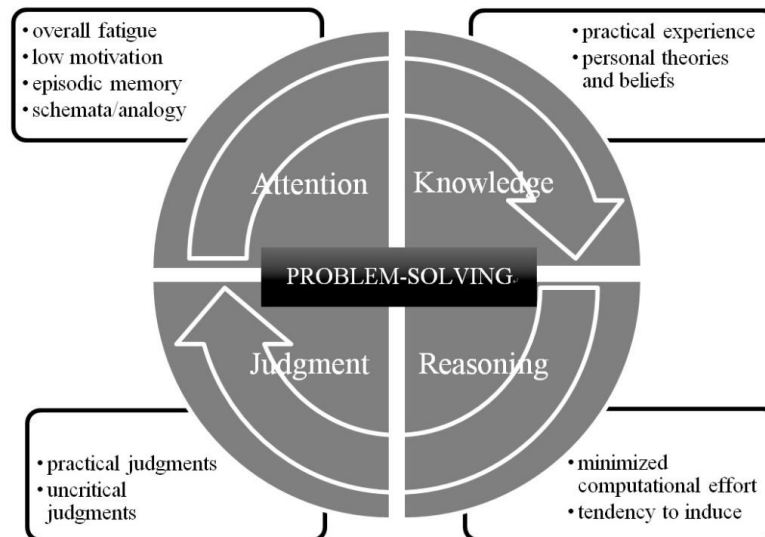 • overall fatigue
• low motivation
• episodic memory
• schemata/analogy
• practical experience
• personal theories
and beliefs
Attention
Knowledge
PROBLEM-SOLVING
Judgment
Reasoning
• practical judgments
• uncritical
judgments
• minimized
computational effort
• tendency to induce